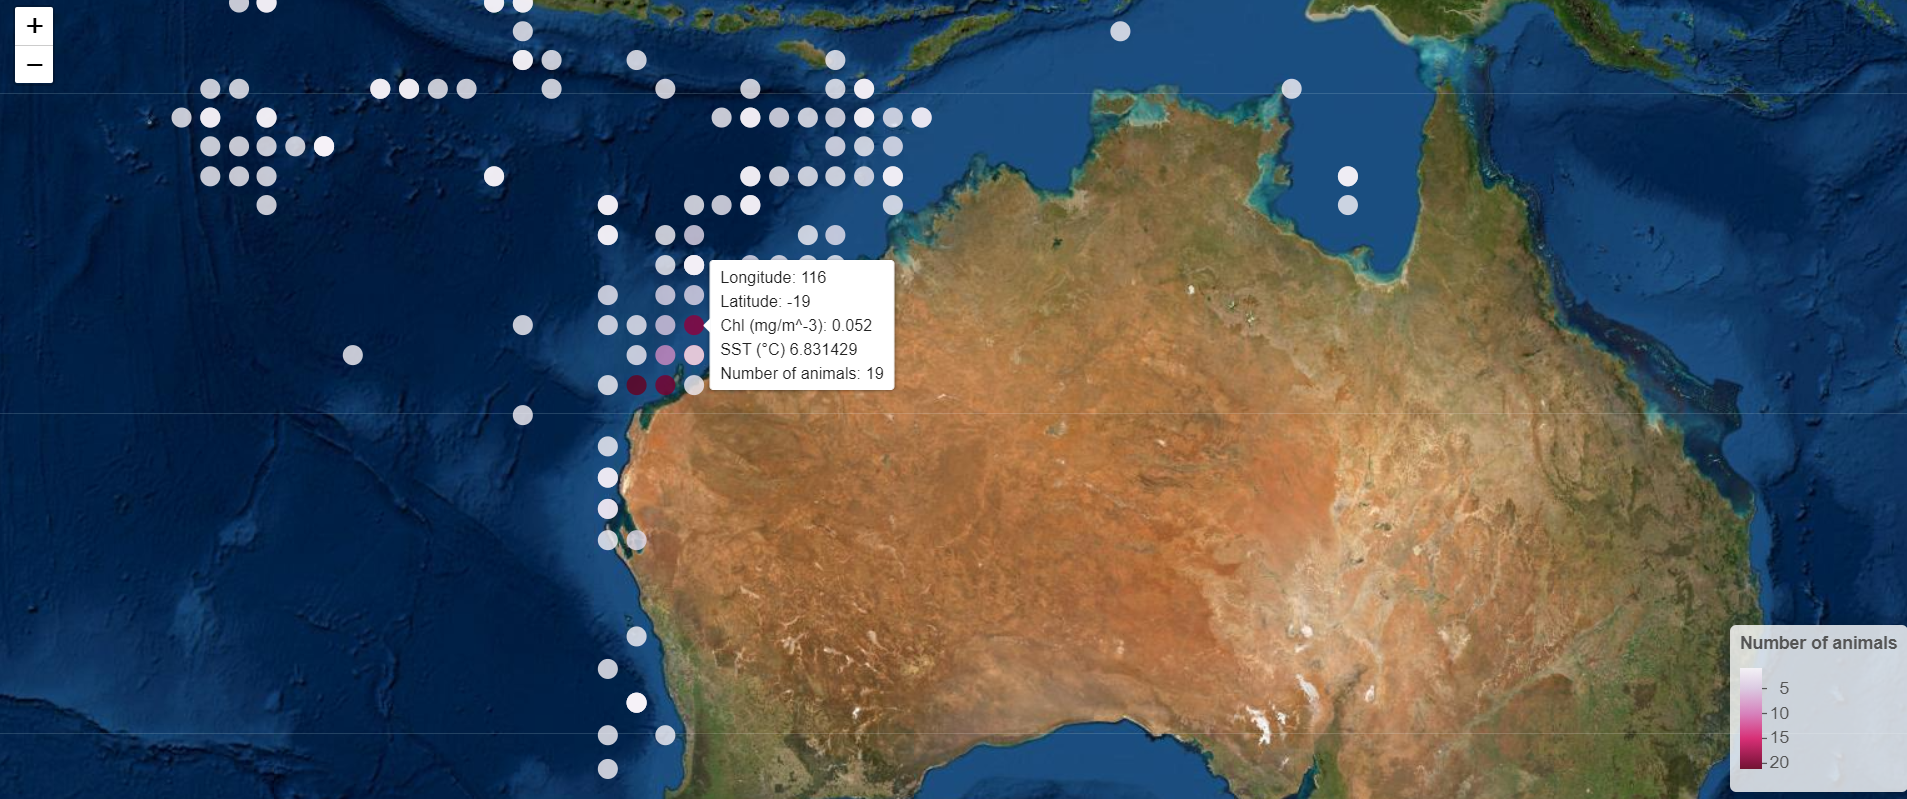 +
−
Longitude: 116
Latitude: -19
Chl (mg/m^-3): 0.052
SST (°C) 6.831429
Number of animals: 19
Number of animals
5
10
15
20